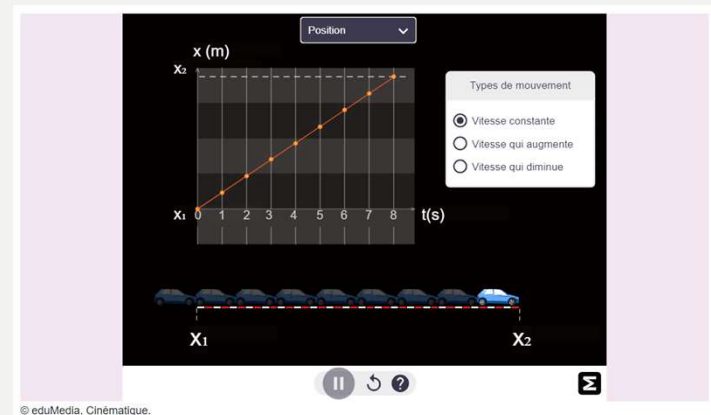 Position
x (m)
X₂
Types de mouvement
Vitesse constante
Vitesse qui augmente
Vitesse qui diminue
X₁ 0 1 2 3 4 5 6 7 8 t(s)
X₁ X₂
© eduMedia, Cinématique.